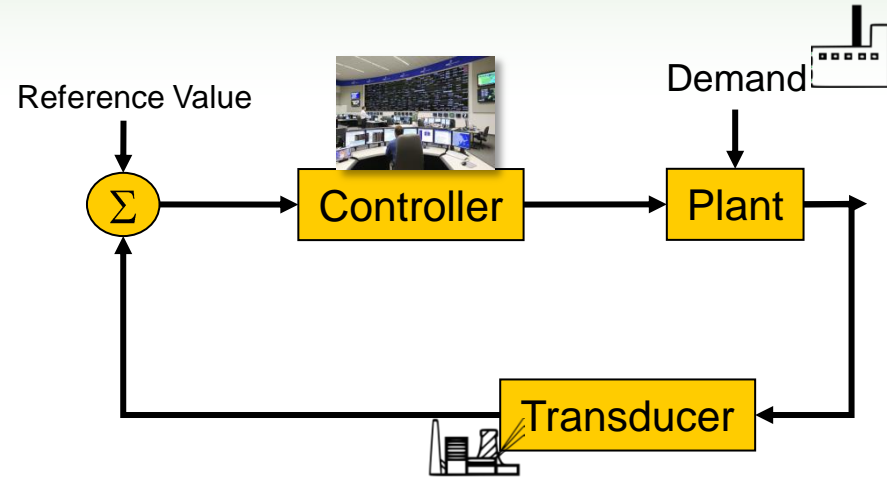 Demand
Reference Value
Σ
Controller
Plant
Transducer